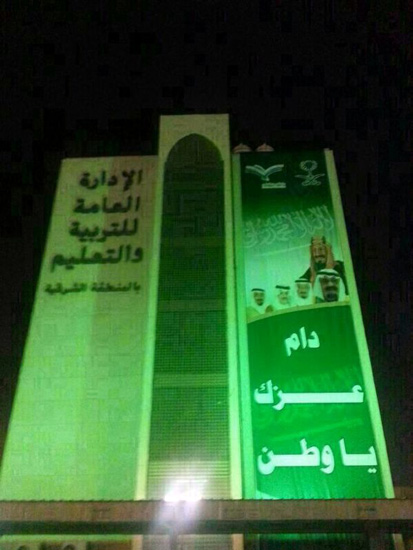 الإدارة
العامة
للتربية
والتعليم
بالمنطقة الشرقية
دام
عزك
يا وطن